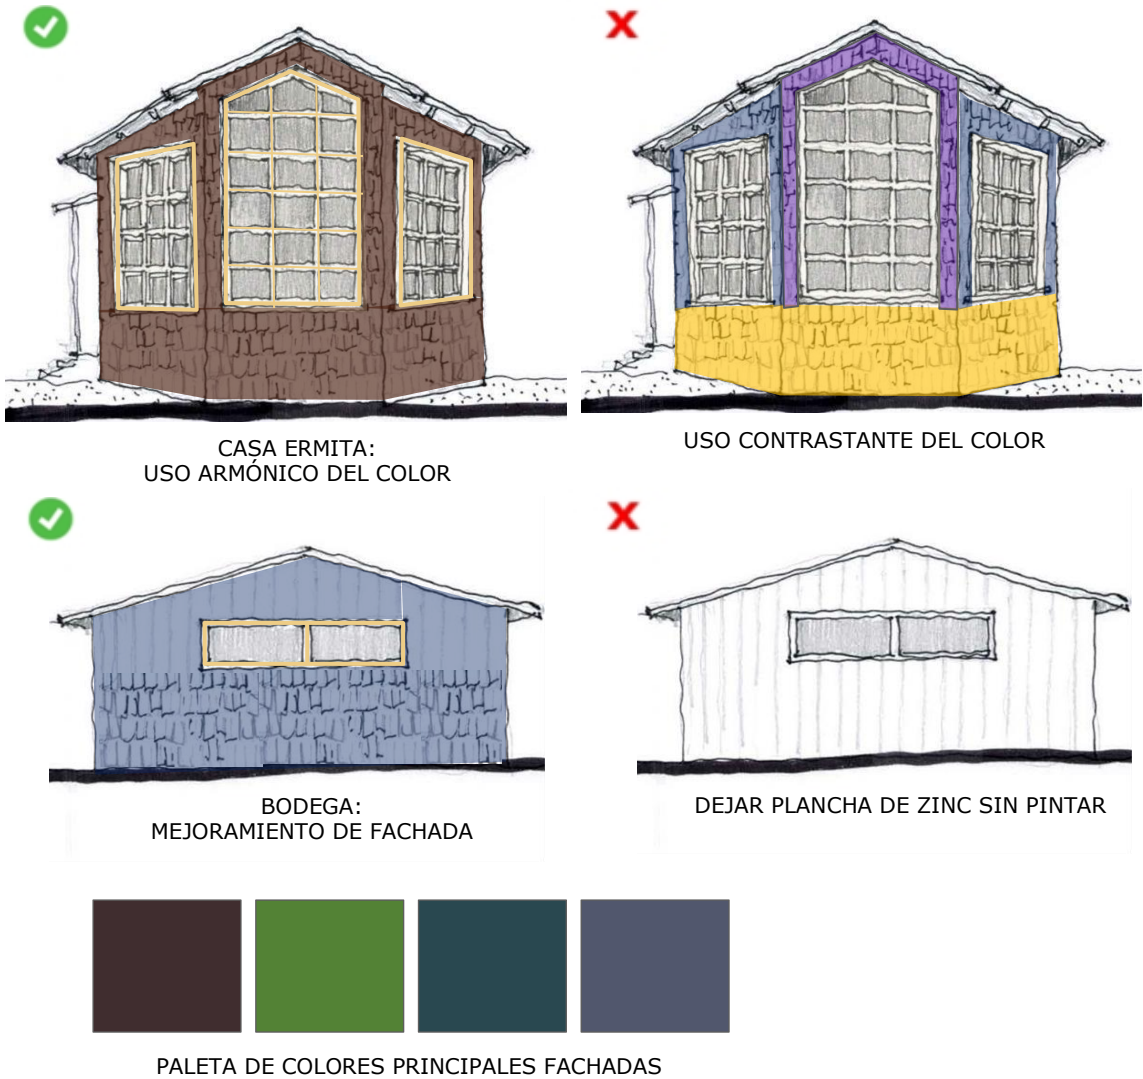 CASA ERMITA:
USO ARMÓNICO DEL COLOR
USO CONTRASTANTE DEL COLOR
BODEGA:
MEJORAMIENTO DE FACHADA
DEJAR PLANCHA DE ZINC SIN PINTAR
PALETA DE COLORES PRINCIPALES FACHADAS